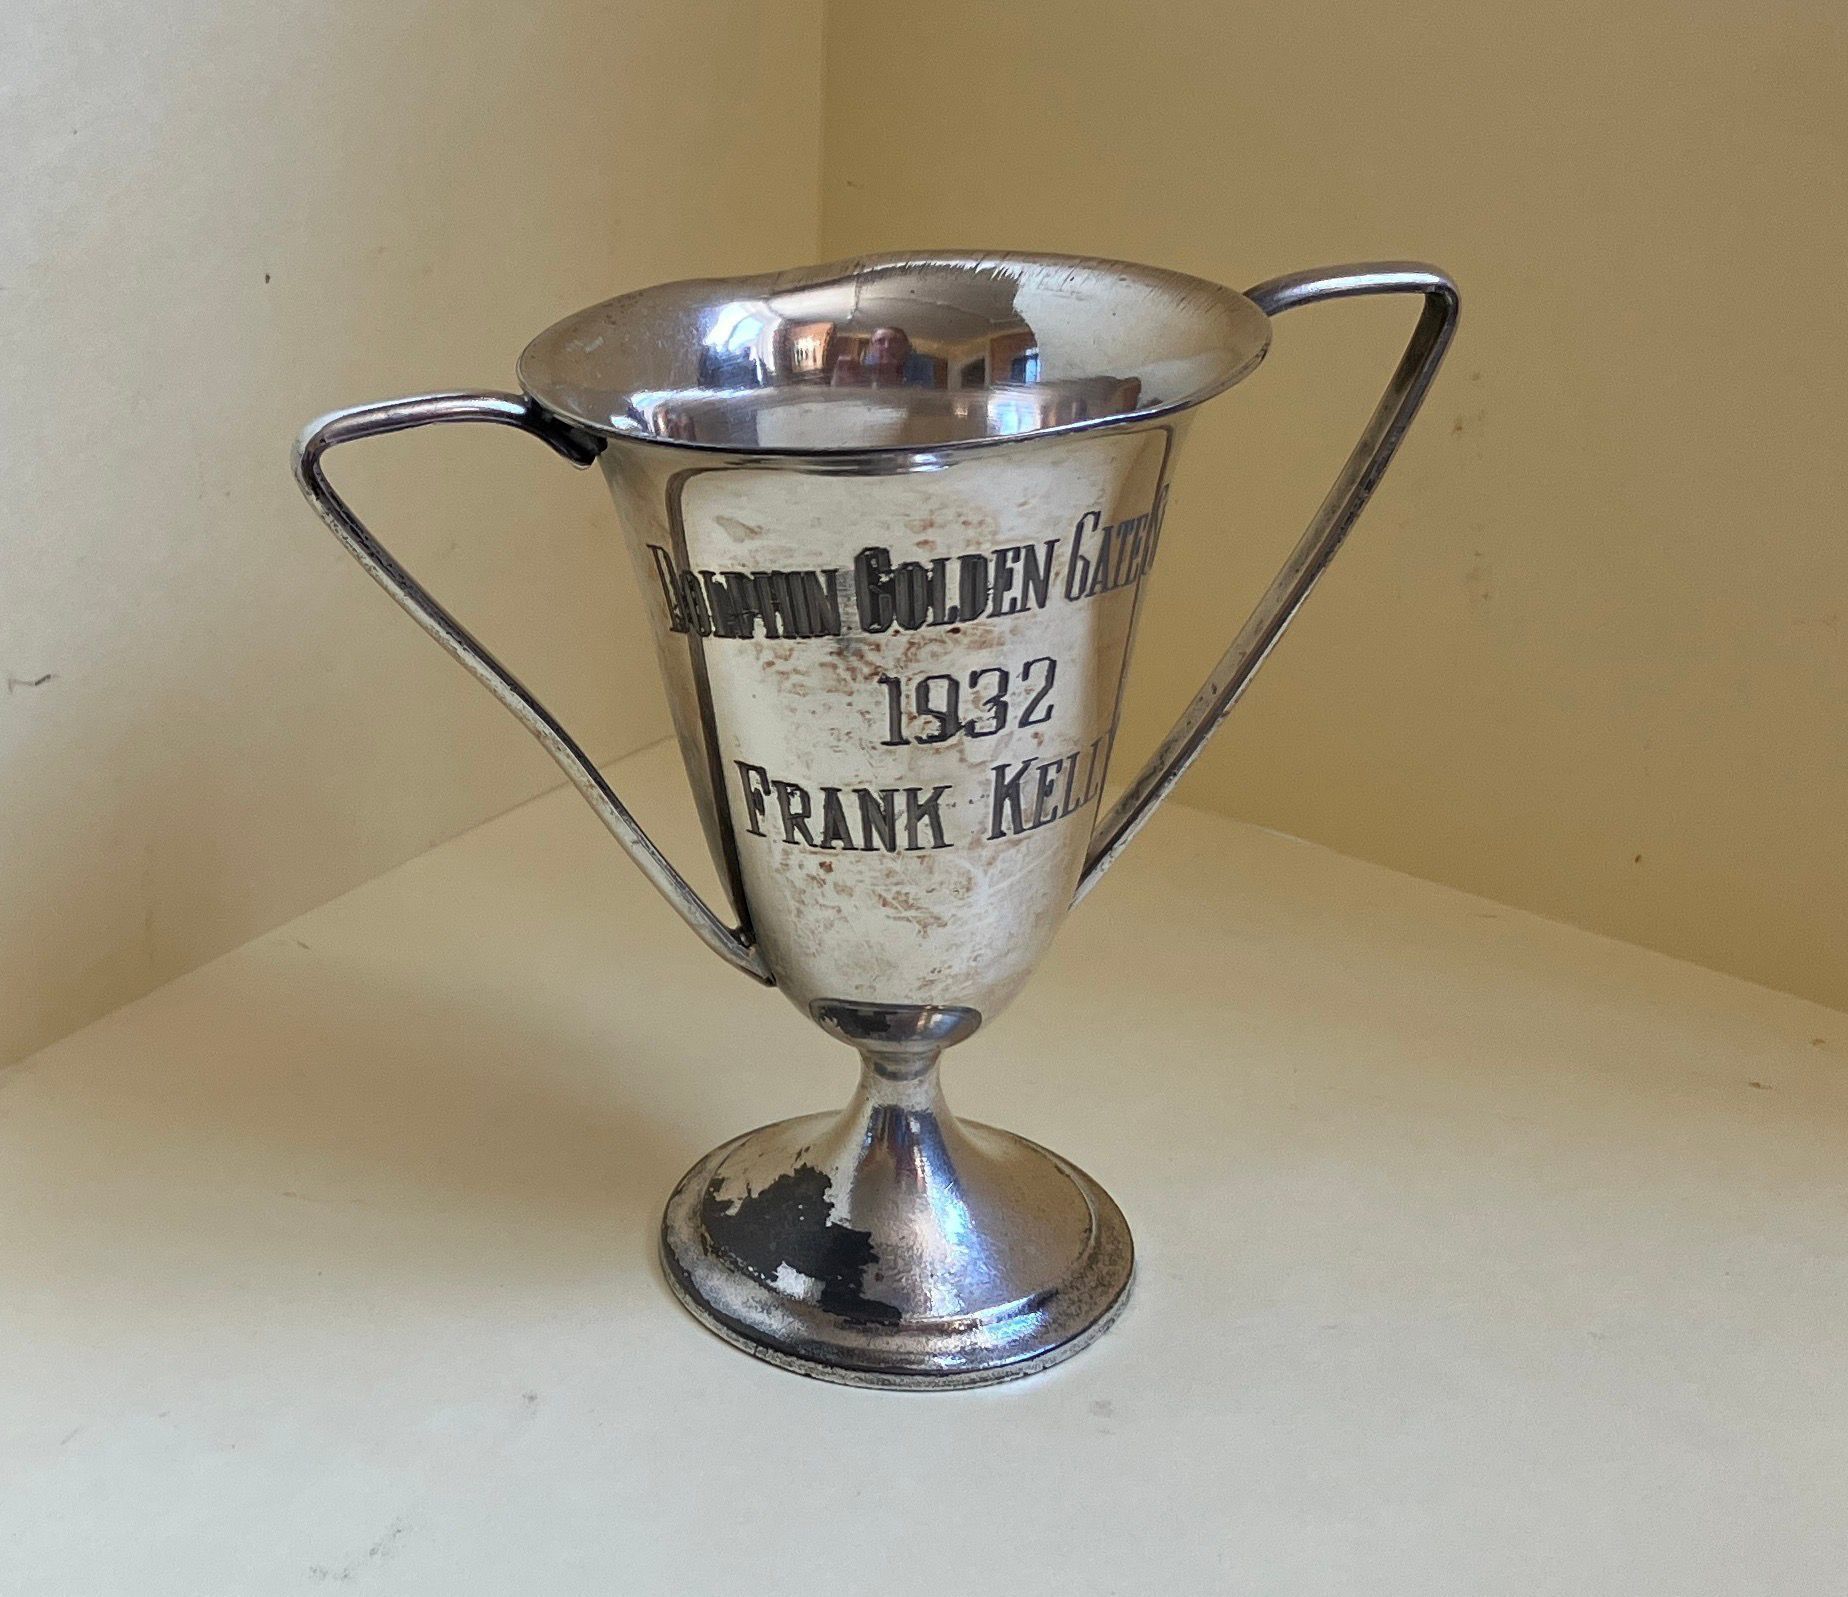 DOLPHIN GOLDEN GATE
1932
FRANK KELL